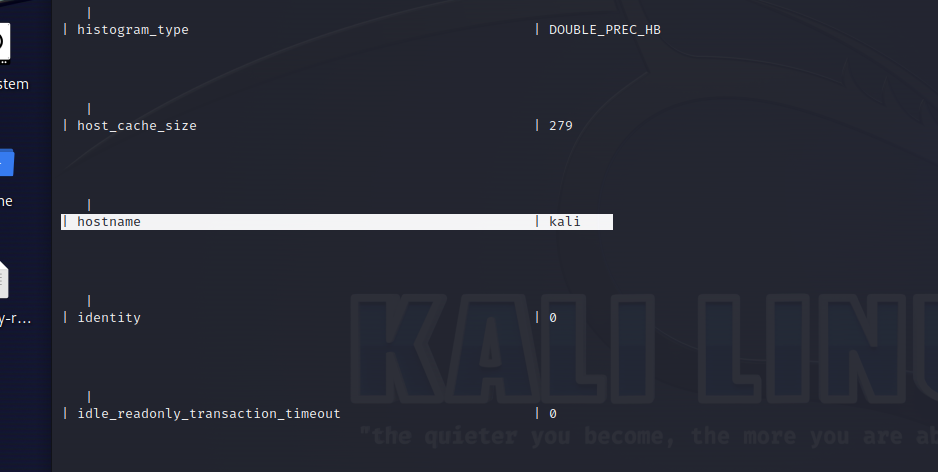 |
| histogram_type | DOUBLE_PREC_HB
stem
|
| host_cache_size | 279
ne
|
| hostname | kali
|
| identity | 0
y-r...
KALI LINU
|
| idle_readonly_transaction_timeout | 0
"the quieter you become, the more you are ab